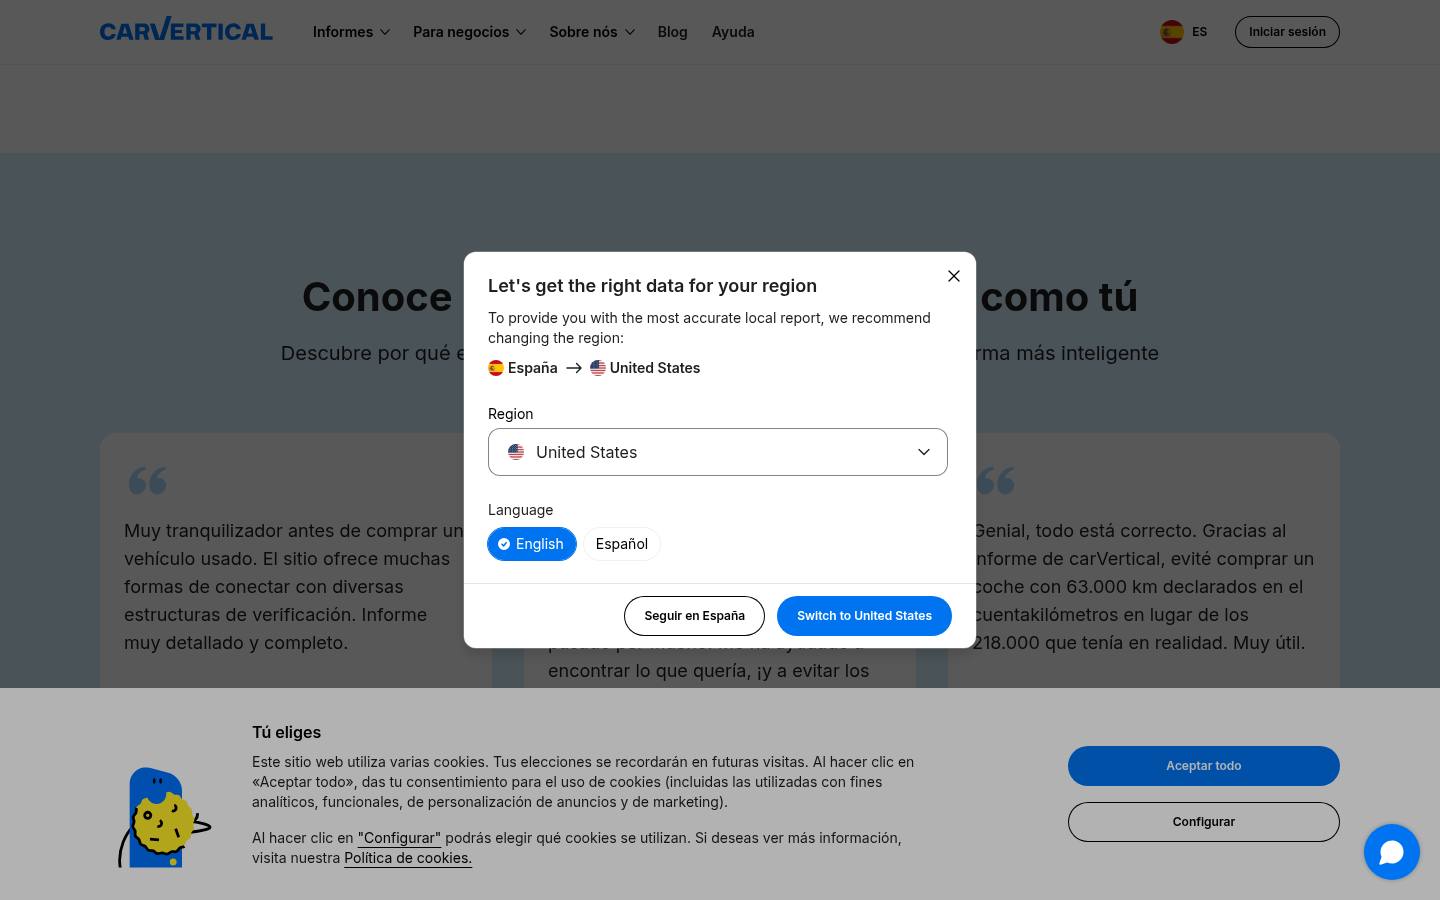 CARVERTICAL
Informes
Para negocios
Sobre nós
Blog
Ayuda
ES
Iniciar sesión
Conoce
como tú
Descubre por qué e
rma más inteligente
Let's get the right data for your region
To provide you with the most accurate local report, we recommend
changing the region:
España → United States
Region
United States
Language
English
Español
Seguir en España
Switch to United States
Muy tranquilizador antes de comprar un
vehículo usado. El sitio ofrece muchas
formas de conectar con diversas
estructuras de verificación. Informe
muy detallado y completo.
encontrar lo que quería, ¡y a evitar los
Genial, todo está correcto. Gracias al
informe de carVertical, evité comprar un
coche con 63.000 km declarados en el
cuentakilómetros en lugar de los
218.000 que tenía en realidad. Muy útil.
Tú eliges
Este sitio web utiliza varias cookies. Tus elecciones se recordarán en futuras visitas. Al hacer clic en
«Aceptar todo», das tu consentimiento para el uso de cookies (incluidas las utilizadas con fines
analíticos, funcionales, de personalización de anuncios y de marketing).
Al hacer clic en "Configurar" podrás elegir qué cookies se utilizan. Si deseas ver más información,
visita nuestra Política de cookies.
Aceptar todo
Configurar